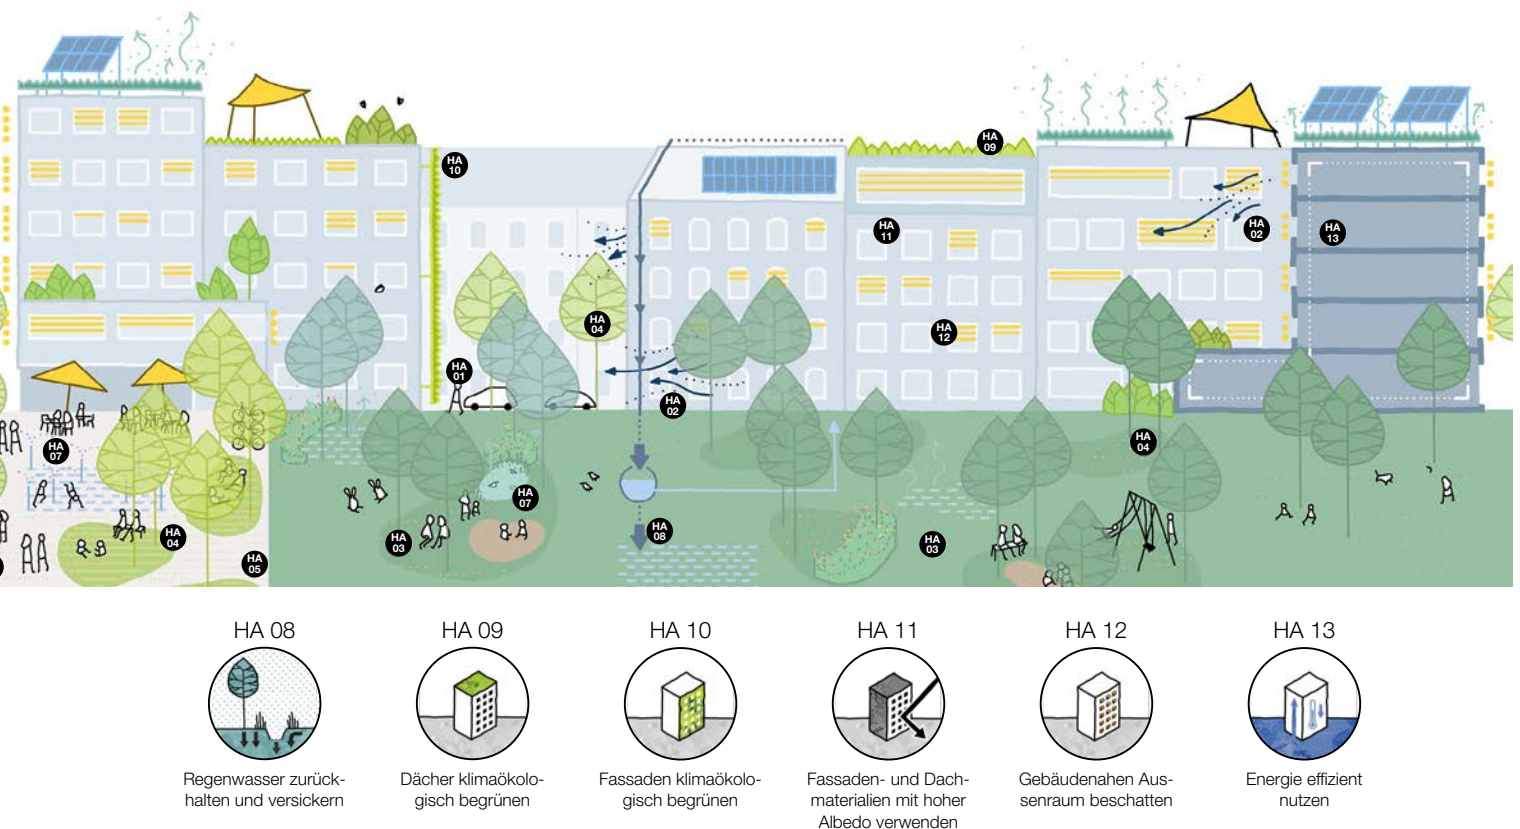 HA
09
HA
10
HA
11
HA
02
HA
13
HA
04
HA
12
HA
01
HA
02
HA
07
HA
04
HA
07
HA
04
HA
03
HA
08
HA
03
HA
05
HA 08
HA 09
HA 10
HA 11
HA 12
HA 13
Regenwasser zurück-
halten und versickern
Dächer klimaökolo-
gisch begrünen
Fassaden klimaökolo-
gisch begrünen
Fassaden- und Dach-
materialien mit hoher
Albedo verwenden
Gebäudenahen Aus-
senraum beschatten
Energie effizient
nutzen